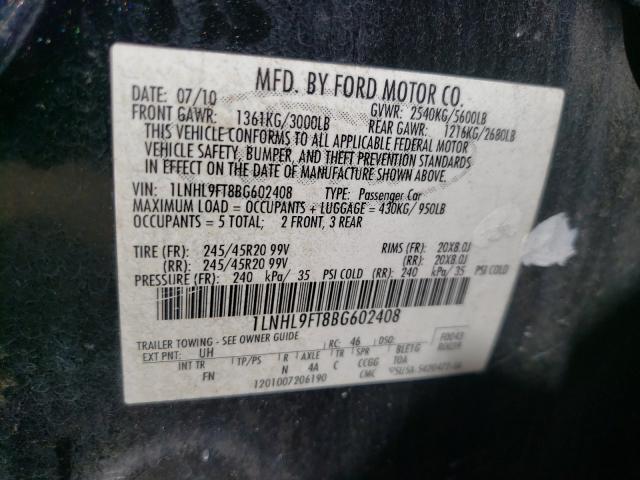 MFD. BY FORD MOTOR CO.
DATE: 07/10 GVWR: 2540KG/5600LB
FRONT GAWR: 1361KG/3000LB REAR GAWR: 1216KG/2680LB
THIS VEHICLE CONFORMS TO ALL APPLICABLE FEDERAL MOTOR
VEHICLE SAFETY, BUMPER, AND THEFT PREVENTION STANDARDS
IN EFFECT ON THE DATE OF MANUFACTURE SHOWN ABOVE.
VIN: 1LNHL9FT8BG602408 TYPE: Passenger Car
MAXIMUM LOAD = OCCUPANTS + LUGGAGE = 430KG/950LB
OCCUPANTS = 5 TOTAL; 2 FRONT, 3 REAR
TIRE (FR): 245/45R20 99V RIMS (FR): 20X8.0J
(RR): 245/45R20 99V (RR): 20X8.0J
PRESSURE (FR): 240 kPa/ 35 PSI COLD (RR): 240 kPa/ 35 PSI COLD
1LNHL9FT8BG602408
TRAILER TOWING - SEE OWNER GUIDE RC: 46 DSO: F0043
EXT PNT: UH
INT TR TP/PS R AXLE TR SPR BLE1G
FN N 4A C CCGG TOA
1201007206190 CMC